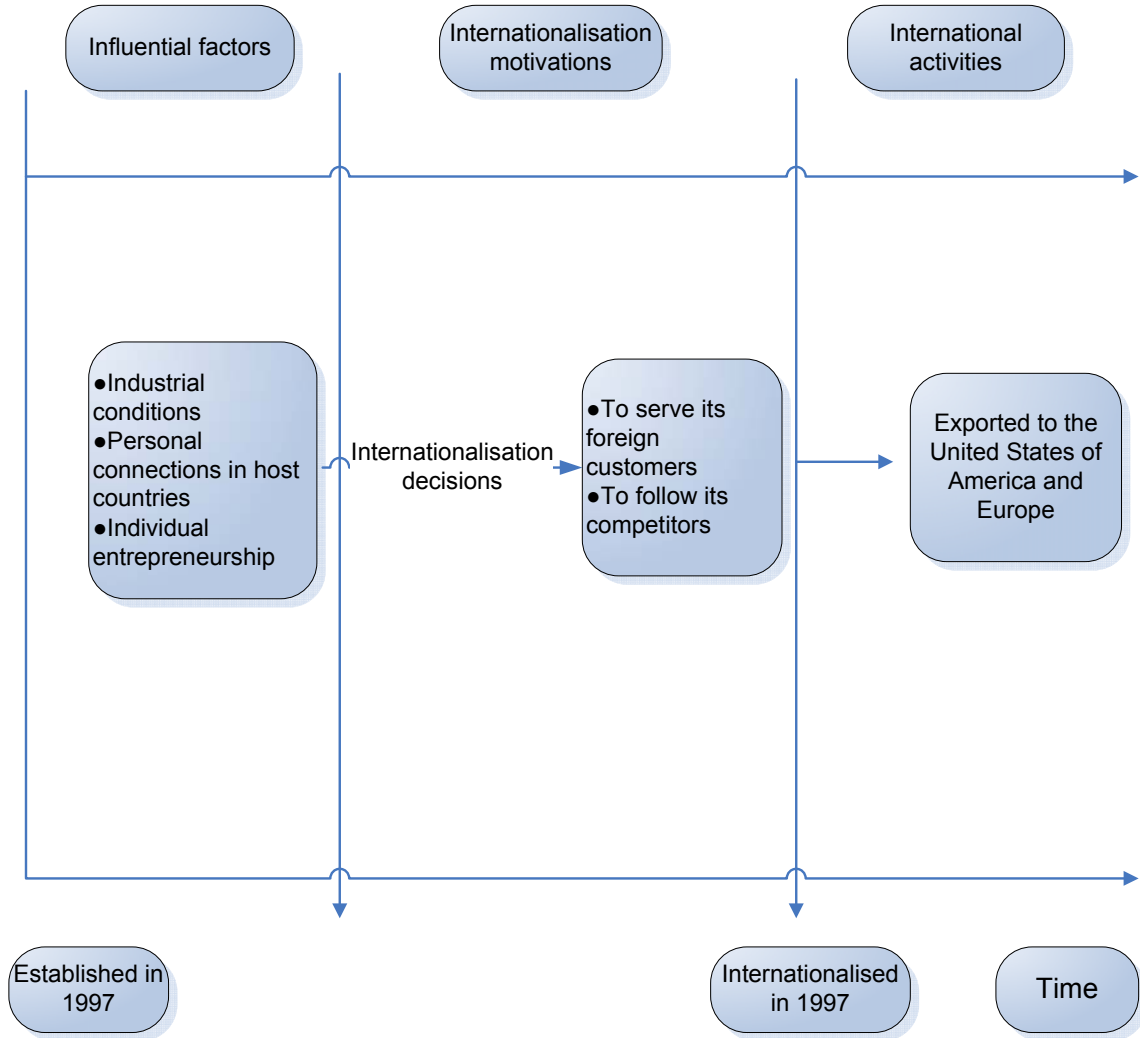 Influential factors
Internationalisation
motivations
International
activities
●Industrial
conditions
●Personal
connections in host
countries
●Individual
entrepreneurship
Internationalisation
decisions
●To serve its
foreign
customers
●To follow its
competitors
Exported to the
United States of
America and
Europe
Established in
1997
Internationalised
in 1997
Time